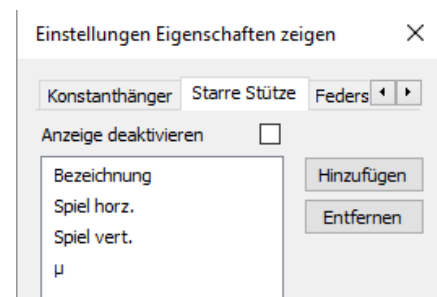 Einstellungen Eigenschaften zeigen
Konstanthänger Starre Stütze Feders
Anzeige deaktivieren
Bezeichnung Hinzufügen
Spiel horz. Entfernen
Spiel vert.
µ